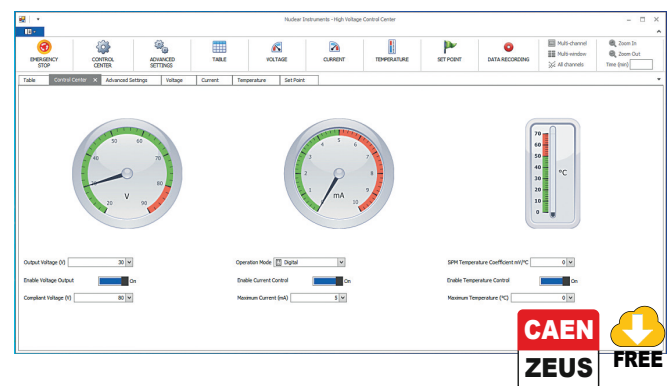 Nuclear Instruments - High Voltage Control Center
EMERGENCY STOP
CONTROL CENTER
ADVANCED SETTINGS
TABLE
VOLTAGE
CURRENT
TEMPERATURE
SET POINT
DATA RECORDING
Multi-channel
Multi-window
All channels
Zoom In
Zoom Out
Time (min)
Table Control Center × Advanced Settings Voltage Current Temperature Set Point
20 30 40 50 60 70 80 90
V
1 2 3 4 5 6 7 8 9 10
mA
70
60
50
40
30
20
10
0
°C
Output Voltage (V) 30
Operation Mode Digital
SPM Temperature Coefficient mV/°C 0
Enable Voltage Output On
Enable Current Control On
Enable Temperature Control On
Compliant Voltage (V) 80
Maximum Current (mA) 5
Maximum Temperature (°C) 0
CAEN
ZEUS
FREE